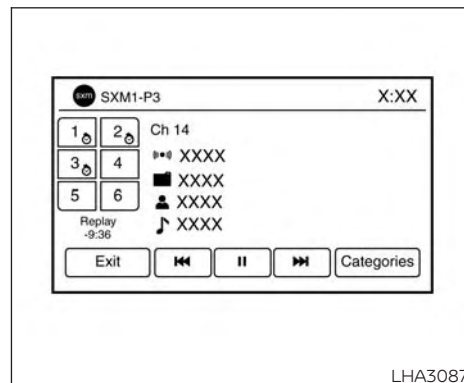 sxm SXM1-P3 X:XX
1 2 Ch 14
XXXX
3 4 XXXX
5 6 XXXX
Replay XXXX
-9:36
Exit Categories
LHA3087